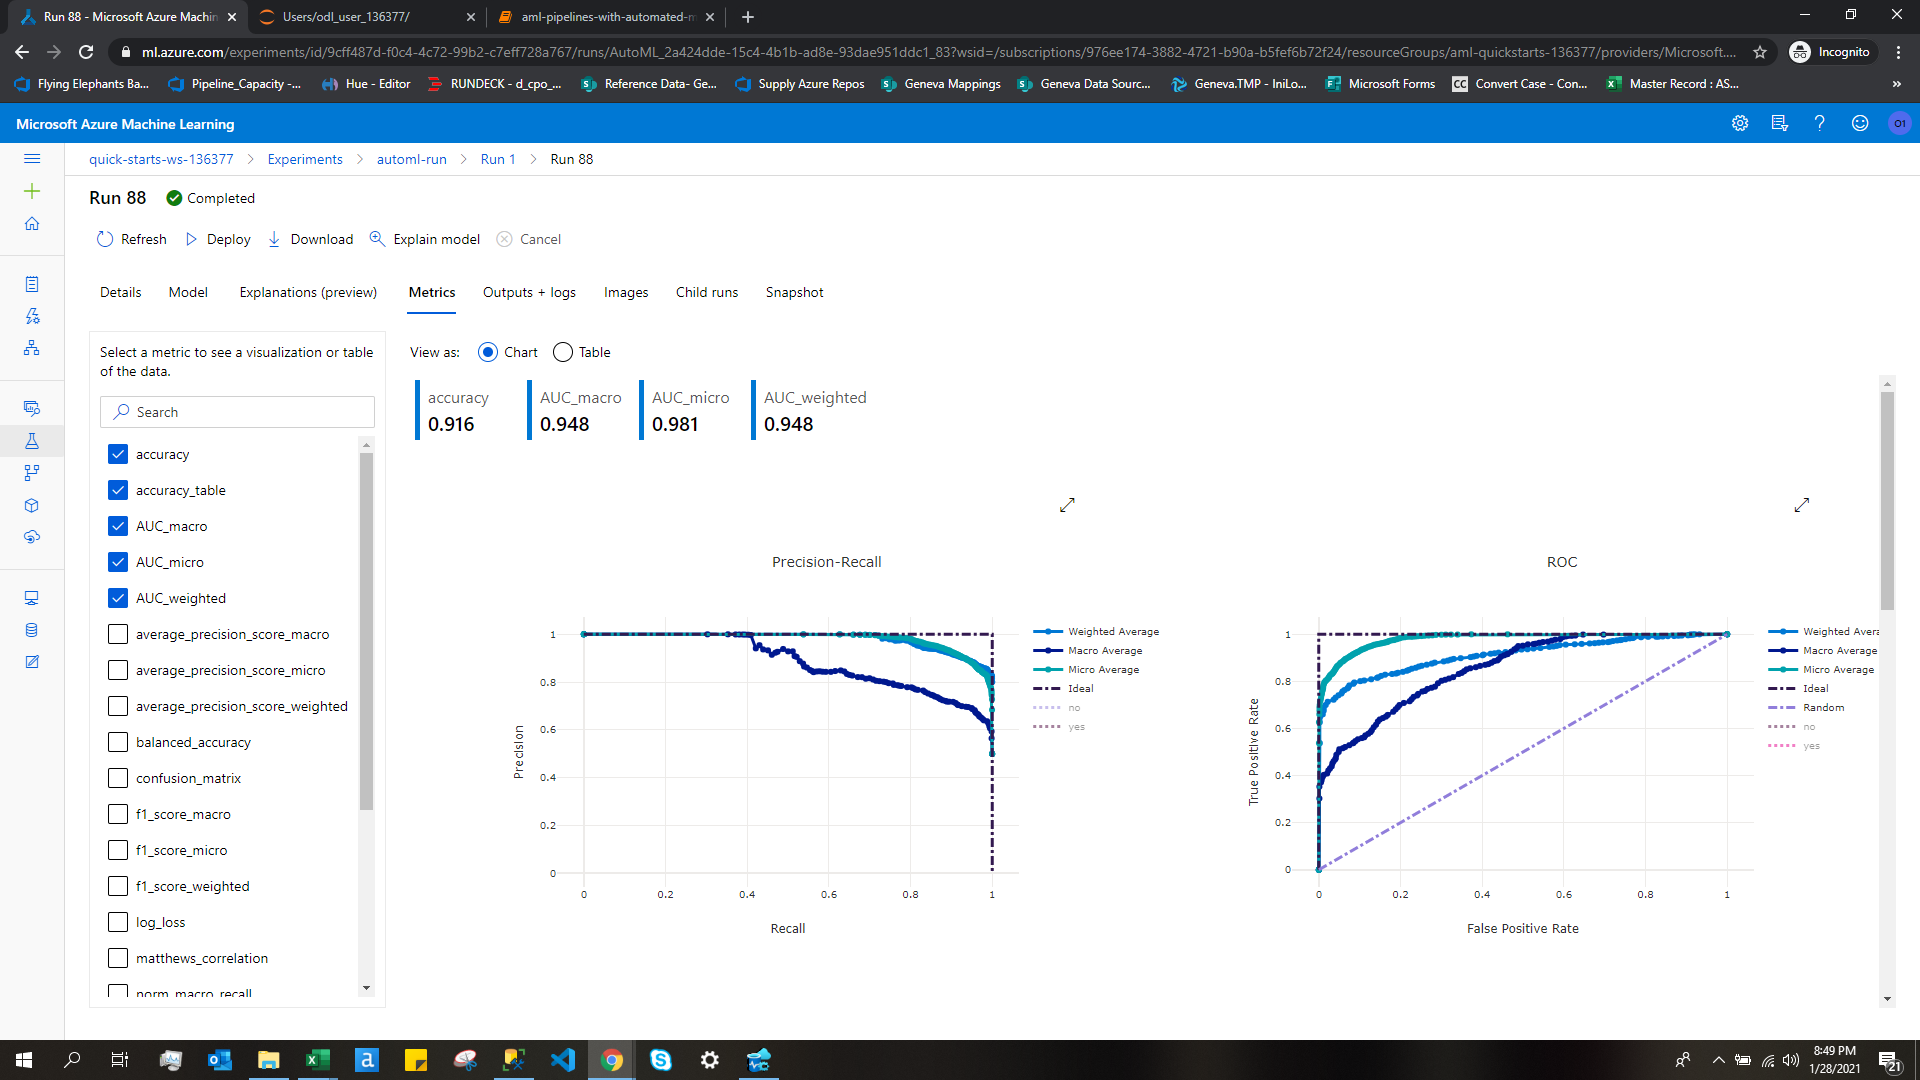 Run 88 - Microsoft Azure Machin
Users/odl_user_136377/
aml-pipelines-with-automated-m
Incognito
ml.azure.com/experiments/id/9cff487d-f0c4-4c72-99b2-c7eff728a767/runs/AutoML_2a424dde-15c4-4b1b-ad8e-93dae951ddc1_83?wsid=/subscriptions/976ee174-3882-4721-b90a-b5fef6b72f24/resourceGroups/aml-quickstarts-136377/providers/Microsoft....
Flying Elephants Ba...
Pipeline_Capacity -...
Hue - Editor
RUNDECK - d_cpo_...
Reference Data- Ge...
Supply Azure Repos
Geneva Mappings
Geneva Data Sourc...
Geneva.TMP - IniLo...
Microsoft Forms
CC Convert Case - Con...
Master Record : AS...
»
Microsoft Azure Machine Learning
O1
quick-starts-ws-136377 > Experiments > automl-run > Run 1 > Run 88
Run 88 Completed
Refresh Deploy Download Explain model Cancel
Details Model Explanations (preview) Metrics Outputs + logs Images Child runs Snapshot
Select a metric to see a visualization or table
of the data.
Search
accuracy
accuracy_table
AUC_macro
AUC_micro
AUC_weighted
average_precision_score_macro
average_precision_score_micro
average_precision_score_weighted
balanced_accuracy
confusion_matrix
f1_score_macro
f1_score_micro
f1_score_weighted
log_loss
matthews_correlation
norm_macro_recall
View as: Chart Table
accuracy AUC_macro AUC_micro AUC_weighted
0.916 0.948 0.981 0.948
Precision-Recall
1
0.8
0.6
0.4
0.2
0
Precision
0 0.2 0.4 0.6 0.8 1
Recall
Weighted Average
Macro Average
Micro Average
Ideal
no
yes
ROC
1
0.8
0.6
0.4
0.2
0
True Positive Rate
0 0.2 0.4 0.6 0.8 1
False Positive Rate
Weighted Avera
Macro Average
Micro Average
Ideal
Random
no
yes
8:49 PM
1/28/2021
21